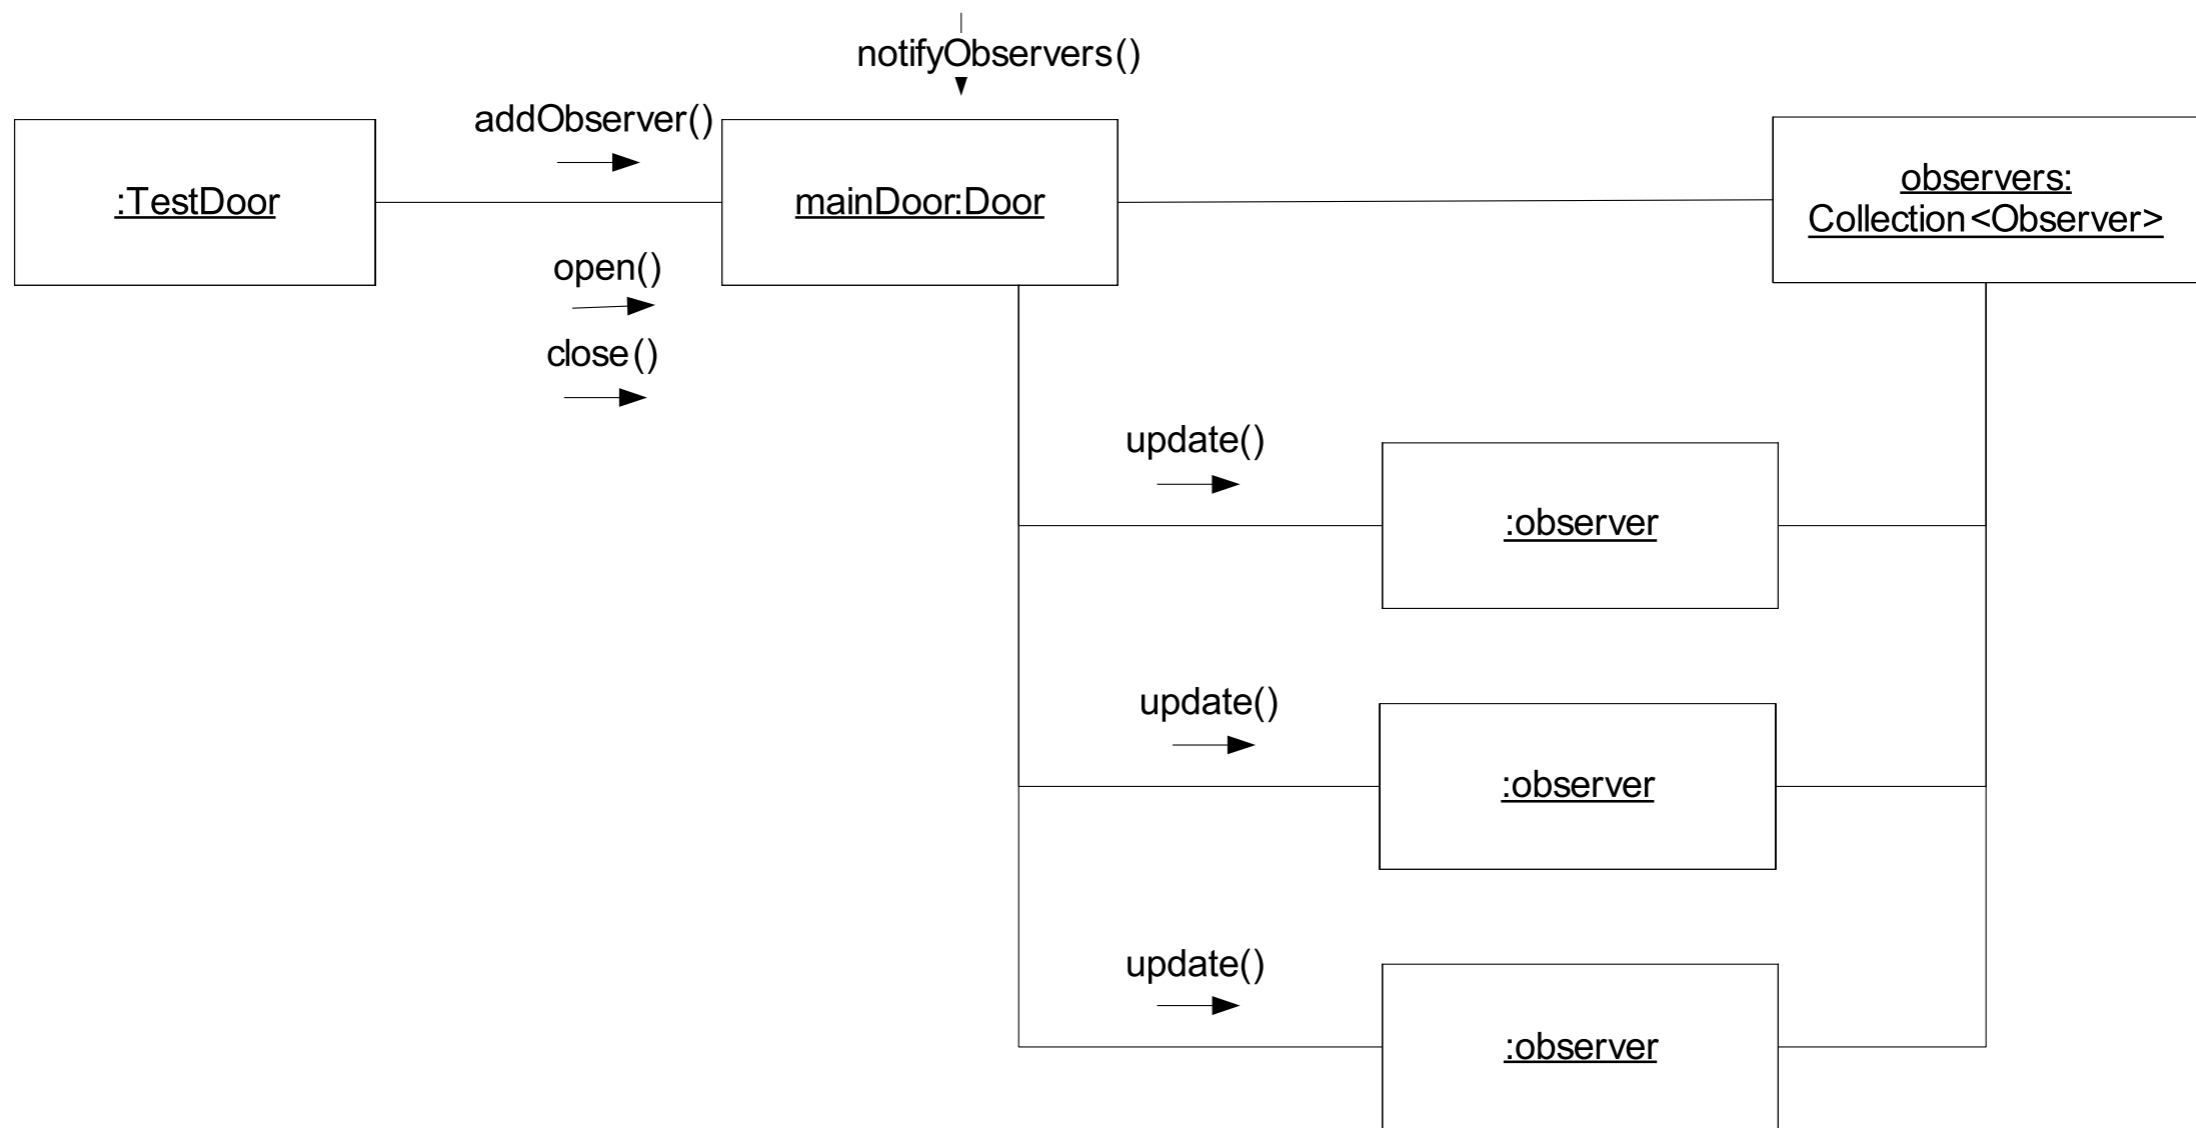 notifyObservers()
addObserver()
:TestDoor
mainDoor:Door
observers:
Collection<Observer>
open()
close()
update()
:observer
update()
:observer
update()
:observer